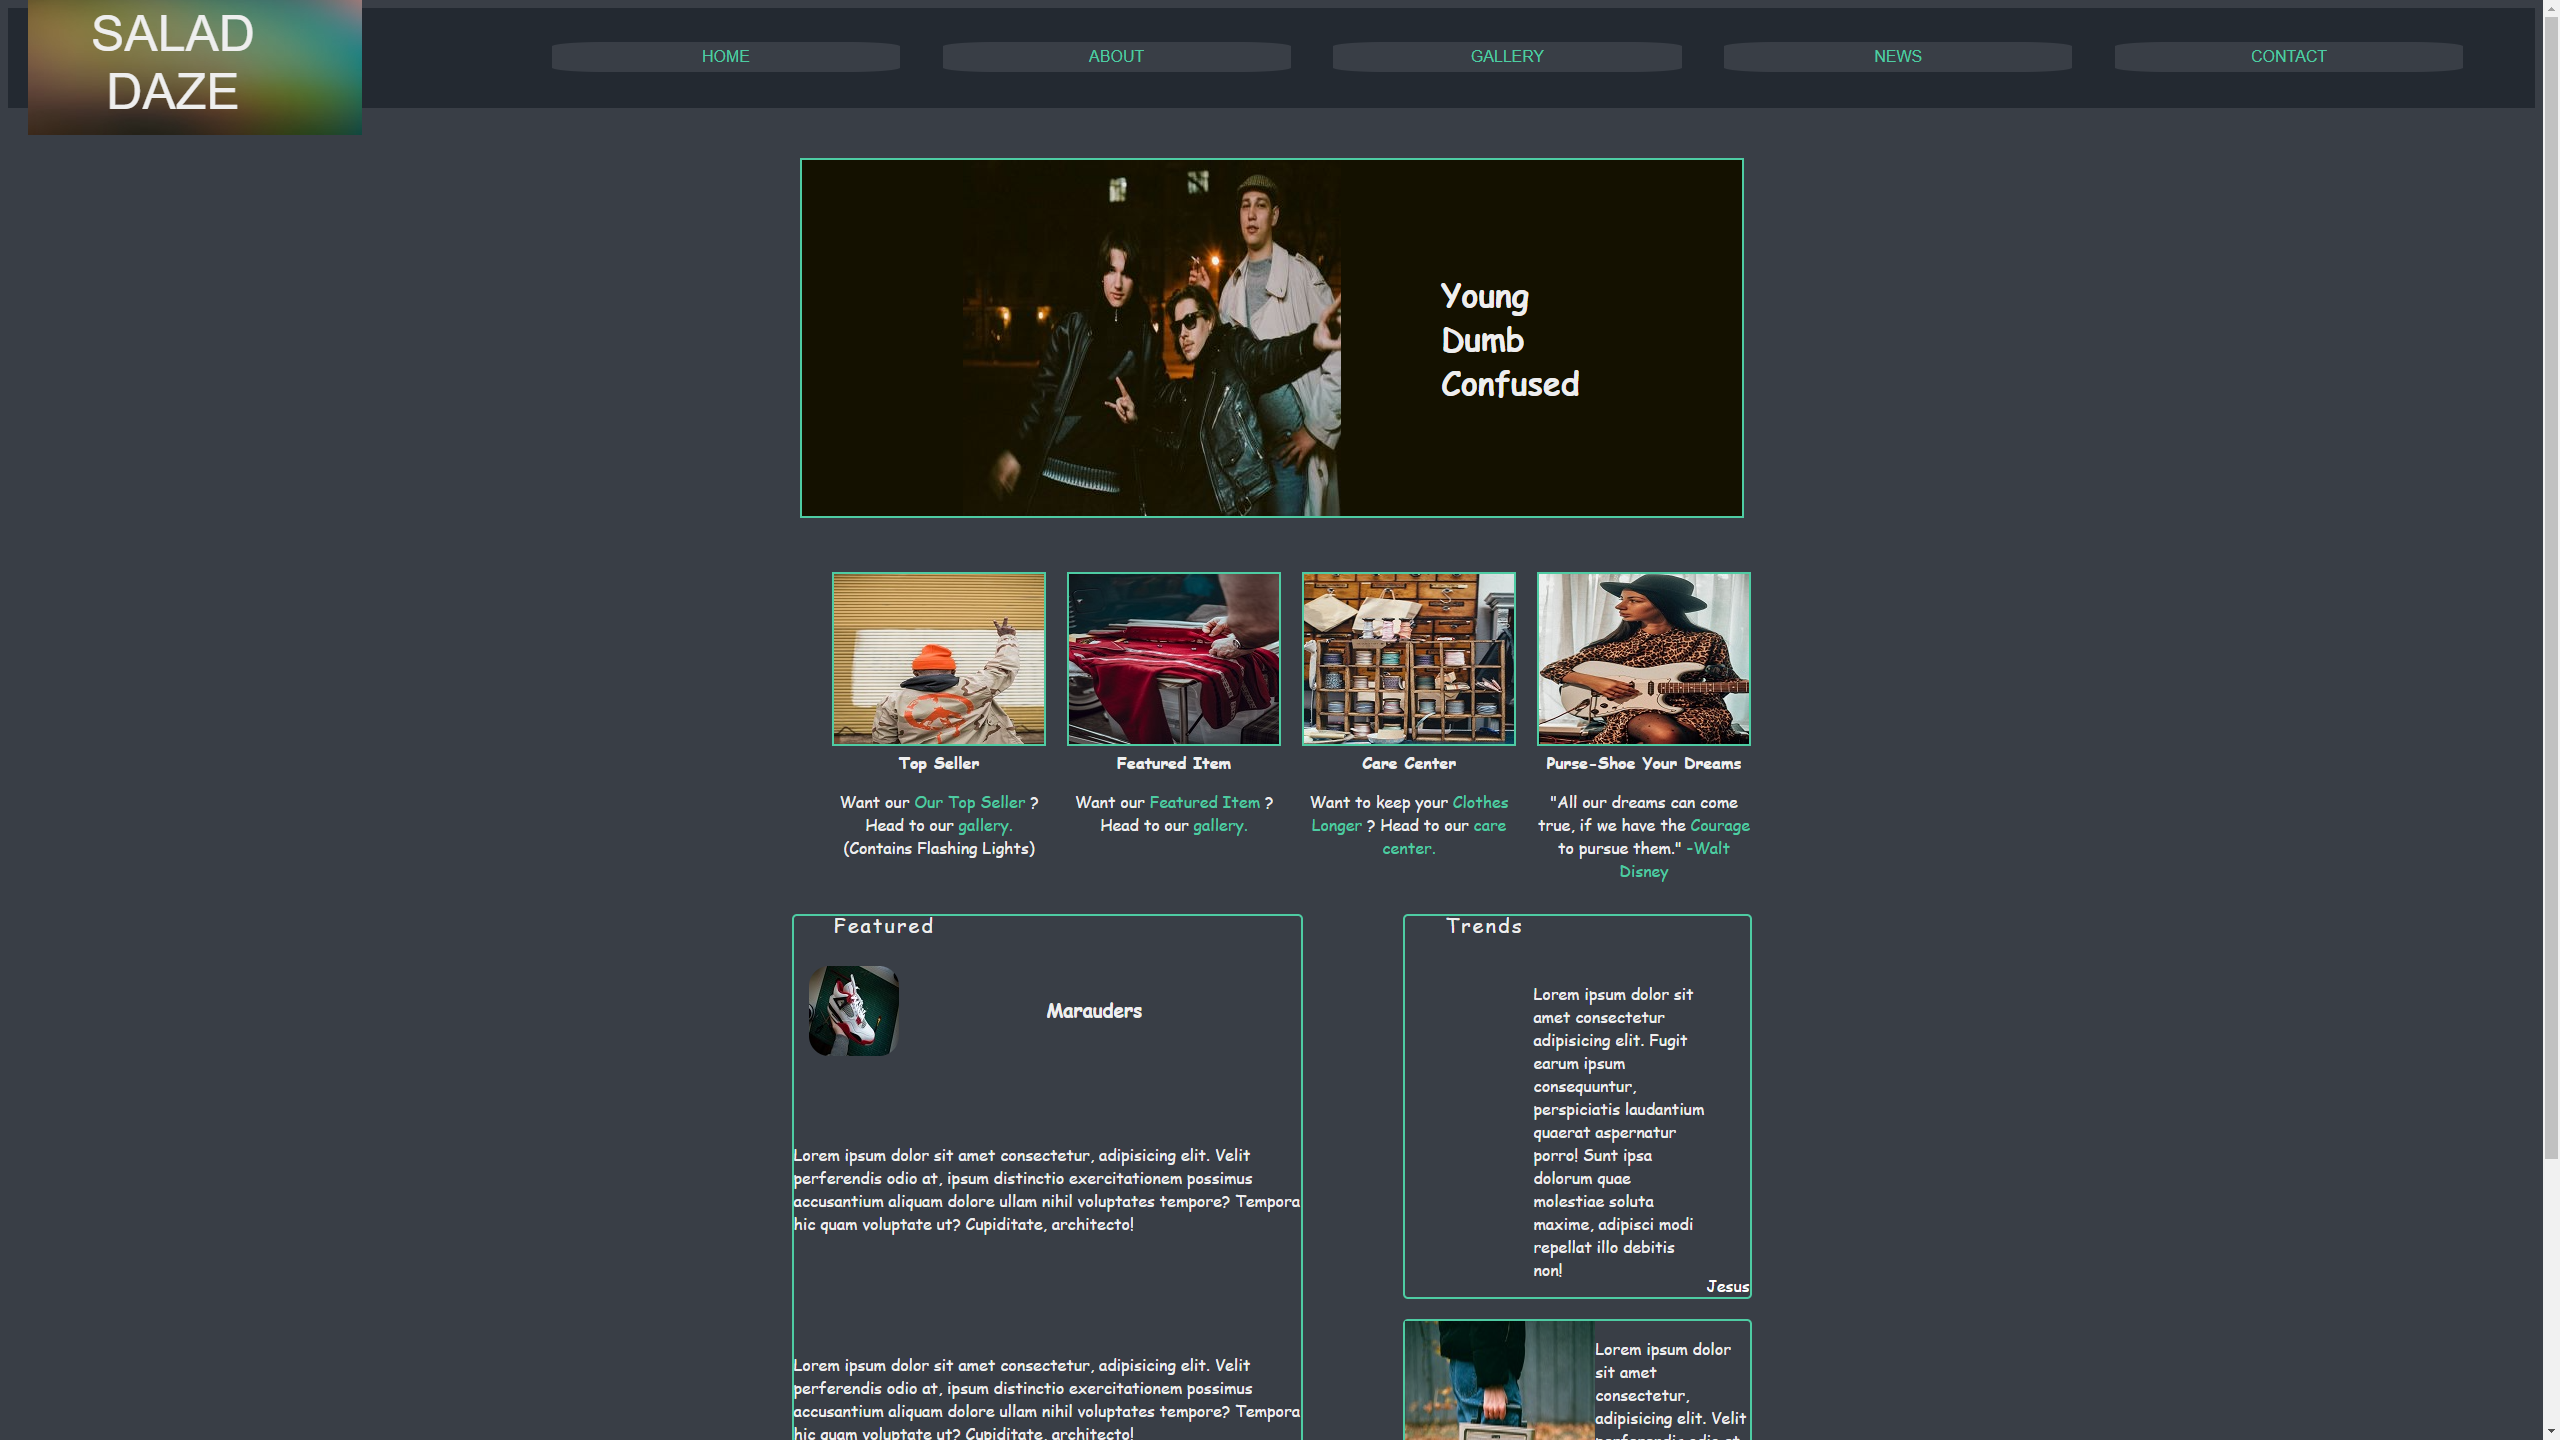 SALAD
DAZE
HOME
ABOUT
GALLERY
NEWS
CONTACT
Young
Dumb
Confused
Top Seller
Want our Our Top Seller ?
Head to our gallery.
(Contains Flashing Lights)
Featured Item
Want our Featured Item ?
Head to our gallery.
Care Center
Want to keep your Clothes
Longer ? Head to our care
center.
Purse-Shoe Your Dreams
"All our dreams can come
true, if we have the Courage
to pursue them." -Walt
Disney
Featured
Marauders
Lorem ipsum dolor sit amet consectetur, adipisicing elit. Velit
perferendis odio at, ipsum distinctio exercitationem possimus
accusantium aliquam dolore ullam nihil voluptates tempore? Tempora
hic quam voluptate ut? Cupiditate, architecto!
Lorem ipsum dolor sit amet consectetur, adipisicing elit. Velit
perferendis odio at, ipsum distinctio exercitationem possimus
accusantium aliquam dolore ullam nihil voluptates tempore? Tempora
hic quam voluptate ut? Cupiditate, architecto!
Trends
Lorem ipsum dolor sit
amet consectetur
adipisicing elit. Fugit
earum ipsum
consequuntur,
perspiciatis laudantium
quaerat aspernatur
porro! Sunt ipsa
dolorum quae
molestiae soluta
maxime, adipisci modi
repellat illo debitis
non!
Jesus
Lorem ipsum dolor
sit amet
consectetur,
adipisicing elit. Velit